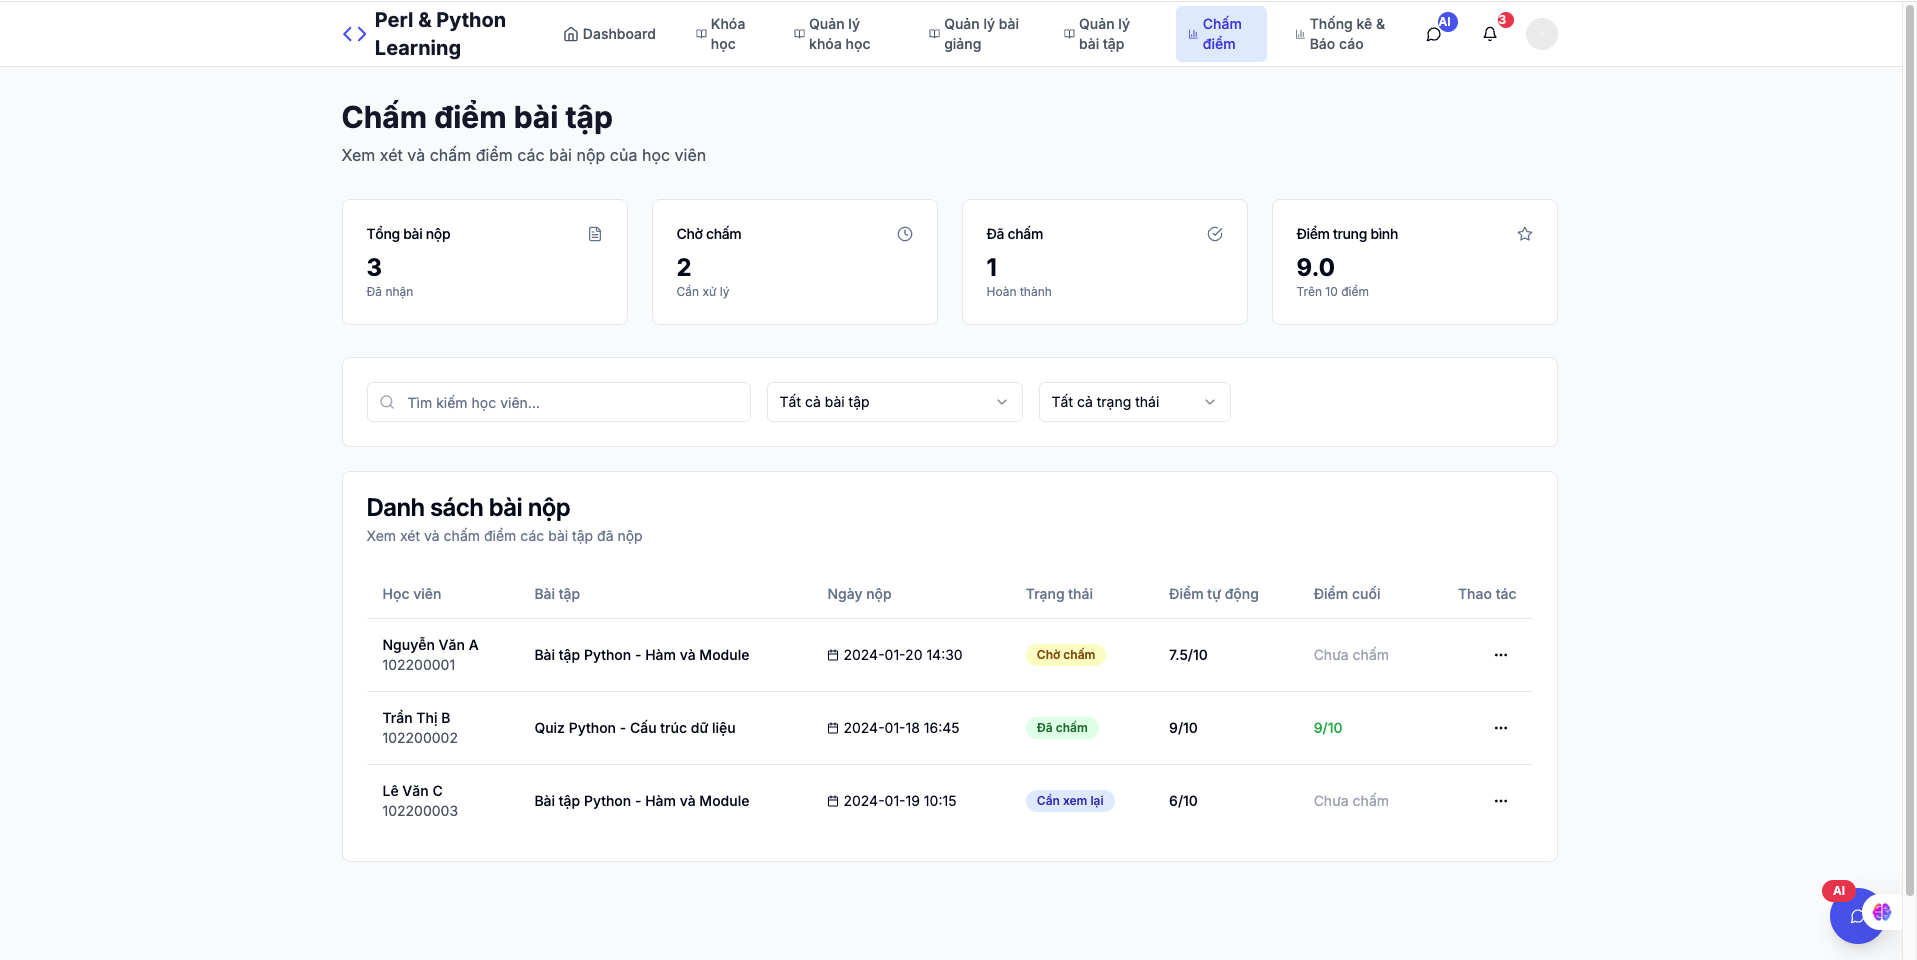 Perl & Python
Learning
Dashboard
Khóa
học
Quản lý
khóa học
Quản lý bài
giảng
Quản lý
bài tập
Chấm
điểm
Thống kê &
Báo cáo
AI
3
Chấm điểm bài tập
Xem xét và chấm điểm các bài nộp của học viên
Tổng bài nộp
3
Đã nhận
Chờ chấm
2
Cần xử lý
Đã chấm
1
Hoàn thành
Điểm trung bình
9.0
Trên 10 điểm
Tìm kiếm học viên...
Tất cả bài tập
Tất cả trạng thái
Danh sách bài nộp
Xem xét và chấm điểm các bài tập đã nộp
Học viên Bài tập Ngày nộp Trạng thái Điểm tự động Điểm cuối Thao tác
Nguyễn Văn A
102200001
Bài tập Python - Hàm và Module
2024-01-20 14:30
Chờ chấm
7.5/10
Chưa chấm
Trần Thị B
102200002
Quiz Python - Cấu trúc dữ liệu
2024-01-18 16:45
Đã chấm
9/10
9/10
Lê Văn C
102200003
Bài tập Python - Hàm và Module
2024-01-19 10:15
Cần xem lại
6/10
Chưa chấm
AI